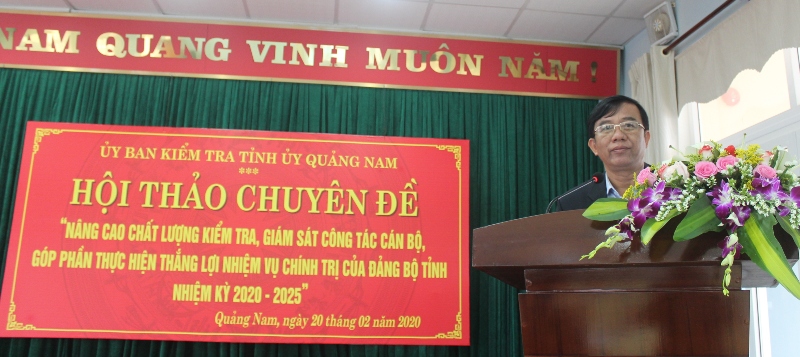 NAM QUANG VINH MUÔN NĂM !
ỦY BAN KIỂM TRA TỈNH ỦY QUẢNG NAM
***
HỘI THẢO CHUYÊN ĐỀ
"NÂNG CAO CHẤT LƯỢNG KIỂM TRA, GIÁM SÁT CÔNG TÁC CÁN BỘ,
GÓP PHẦN THỰC HIỆN THẮNG LỢI NHIỆM VỤ CHÍNH TRỊ CỦA ĐẢNG BỘ TỈNH
NHIỆM KỲ 2020 - 2025"
Quảng Nam, ngày 20 tháng 02 năm 2020